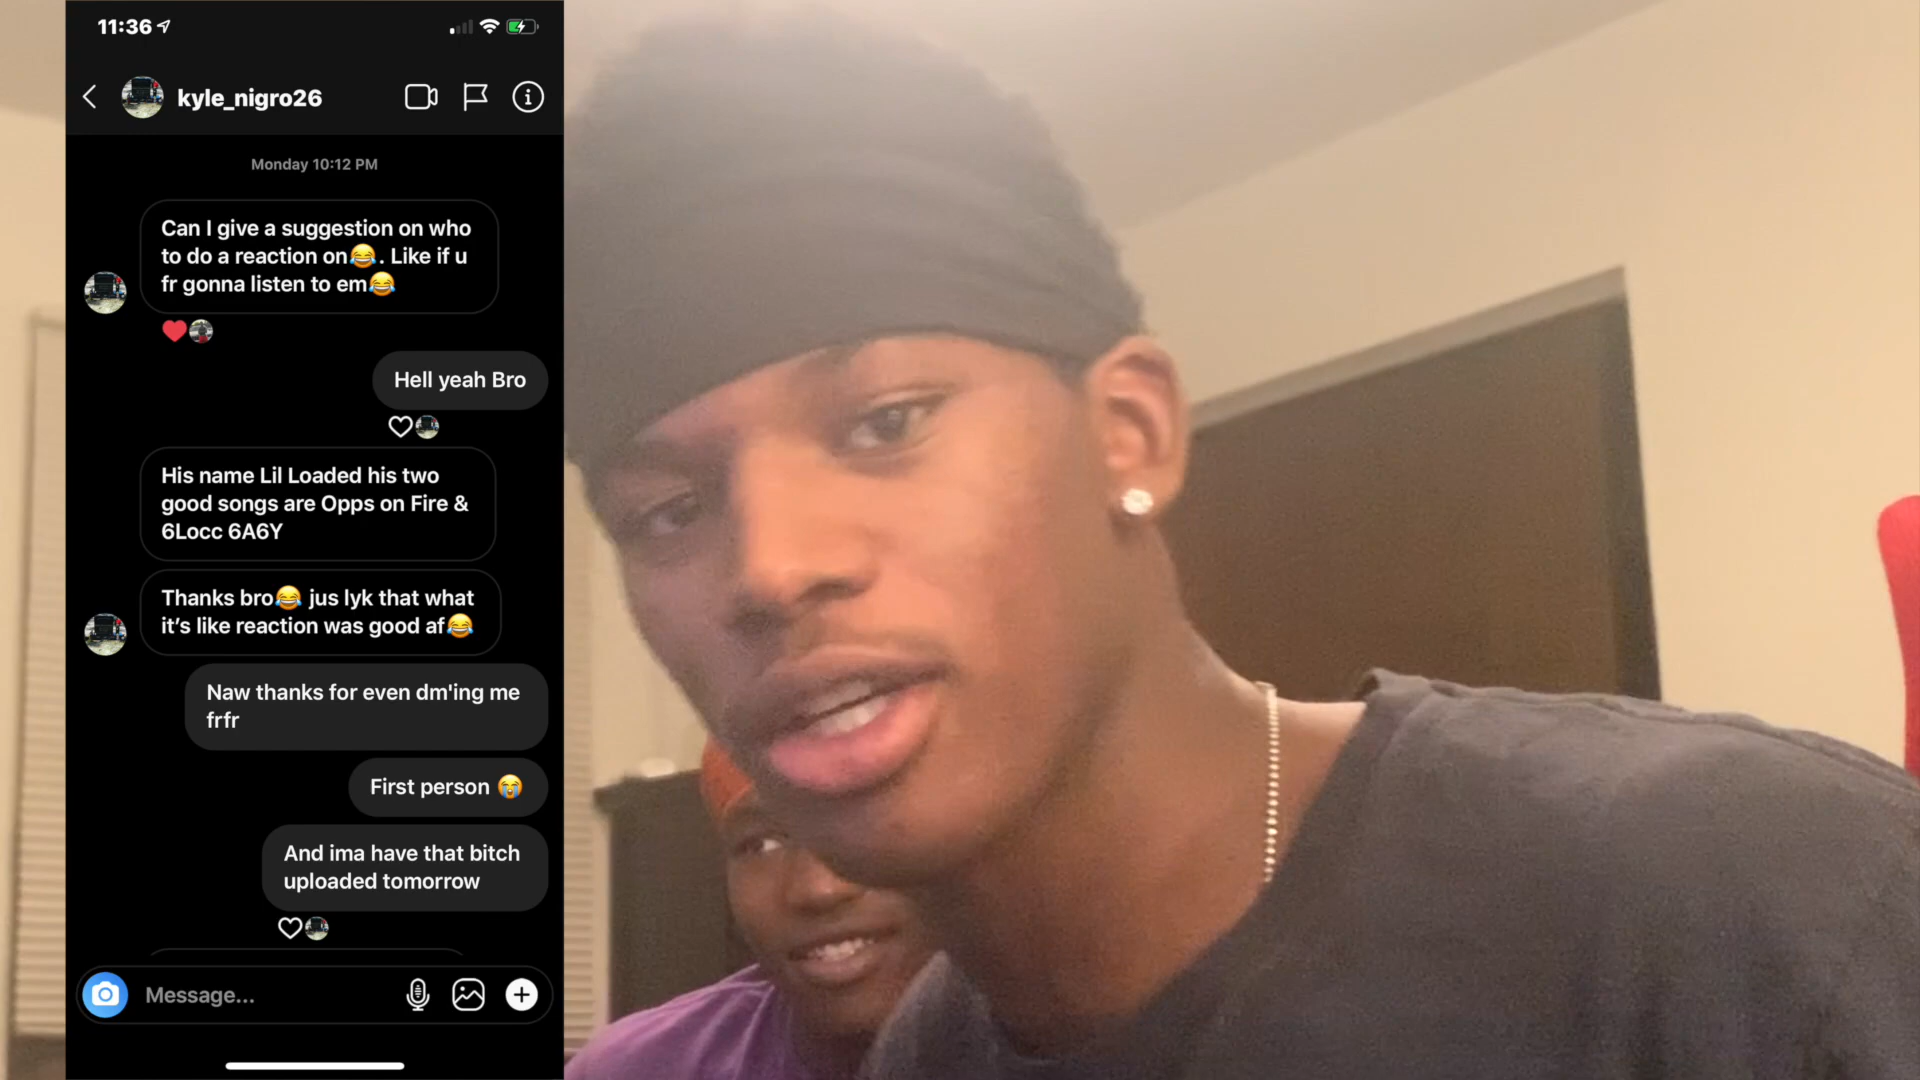 11:36
kyle_nigro26
Monday 10:12 PM
Can I give a suggestion on who
to do a reaction on😂. Like if u
fr gonna listen to em😂
Hell yeah Bro
His name Lil Loaded his two
good songs are Opps on Fire &
6Locc 6A6Y
Thanks bro😂 jus lyk that what
it’s like reaction was good af😂
Naw thanks for even dm'ing me
frfr
First person 😭
And ima have that bitch
uploaded tomorrow
Message...